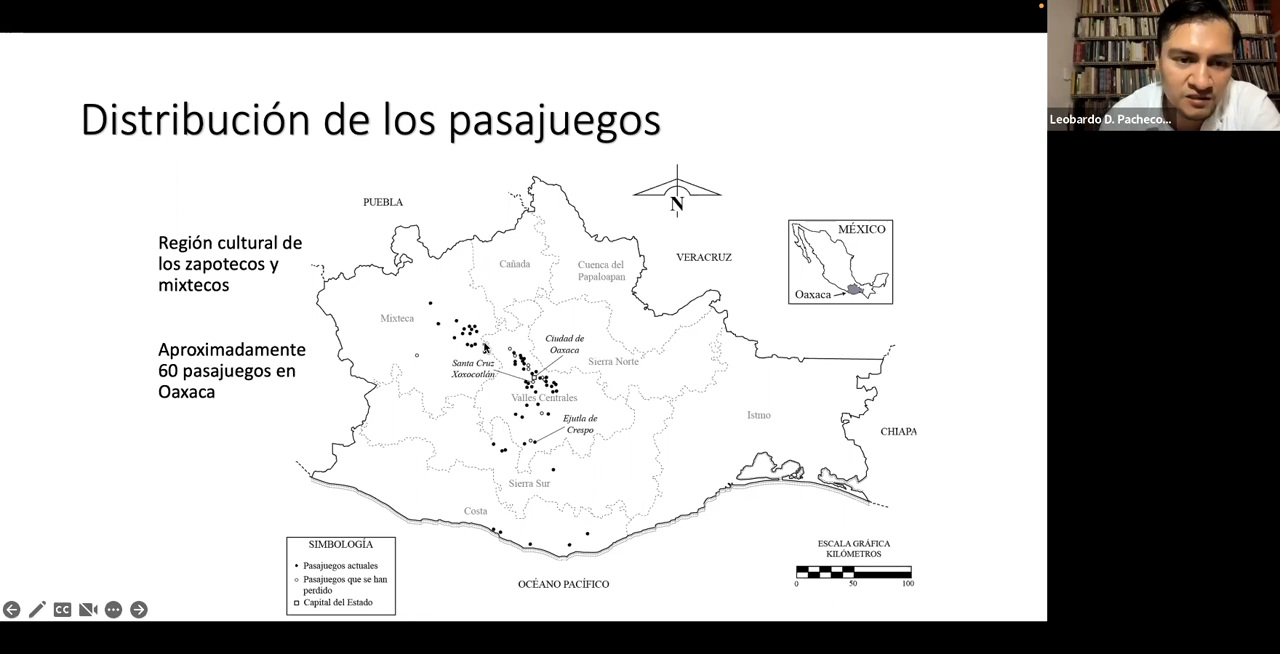 Leobardo D. Pacheco...
Distribución de los pasajuegos
Región cultural de
los zapotecos y
mixtecos
Aproximadamente
60 pasajuegos en
Oaxaca
PUEBLA
N
VERACRUZ
MÉXICO
Oaxaca
Cañada
Cuenca del
Papaloapan
Mixteca
Ciudad de
Oaxaca
Santa Cruz
Xoxocotlán
Sierra Norte
Valles Centrales
Istmo
Ejutla de
Crespo
CHIAPA
Sierra Sur
Costa
OCÉANO PACÍFICO
SIMBOLOGÍA
Pasajuegos actuales
Pasajuegos que se han
perdido
Capital del Estado
ESCALA GRÁFICA
KILÓMETROS
0 50 100
CC